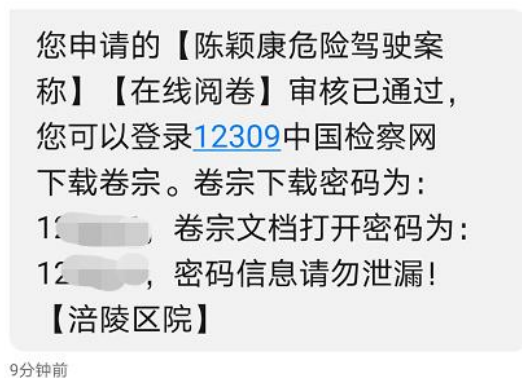 您申请的【陈颖康危险驾驶案
称】【在线阅卷】审核已通过，
您可以登录12309中国检察网
下载卷宗。卷宗下载密码为：
12，卷宗文档打开密码为：
12，密码信息请勿泄漏！
【涪陵区院】
9分钟前